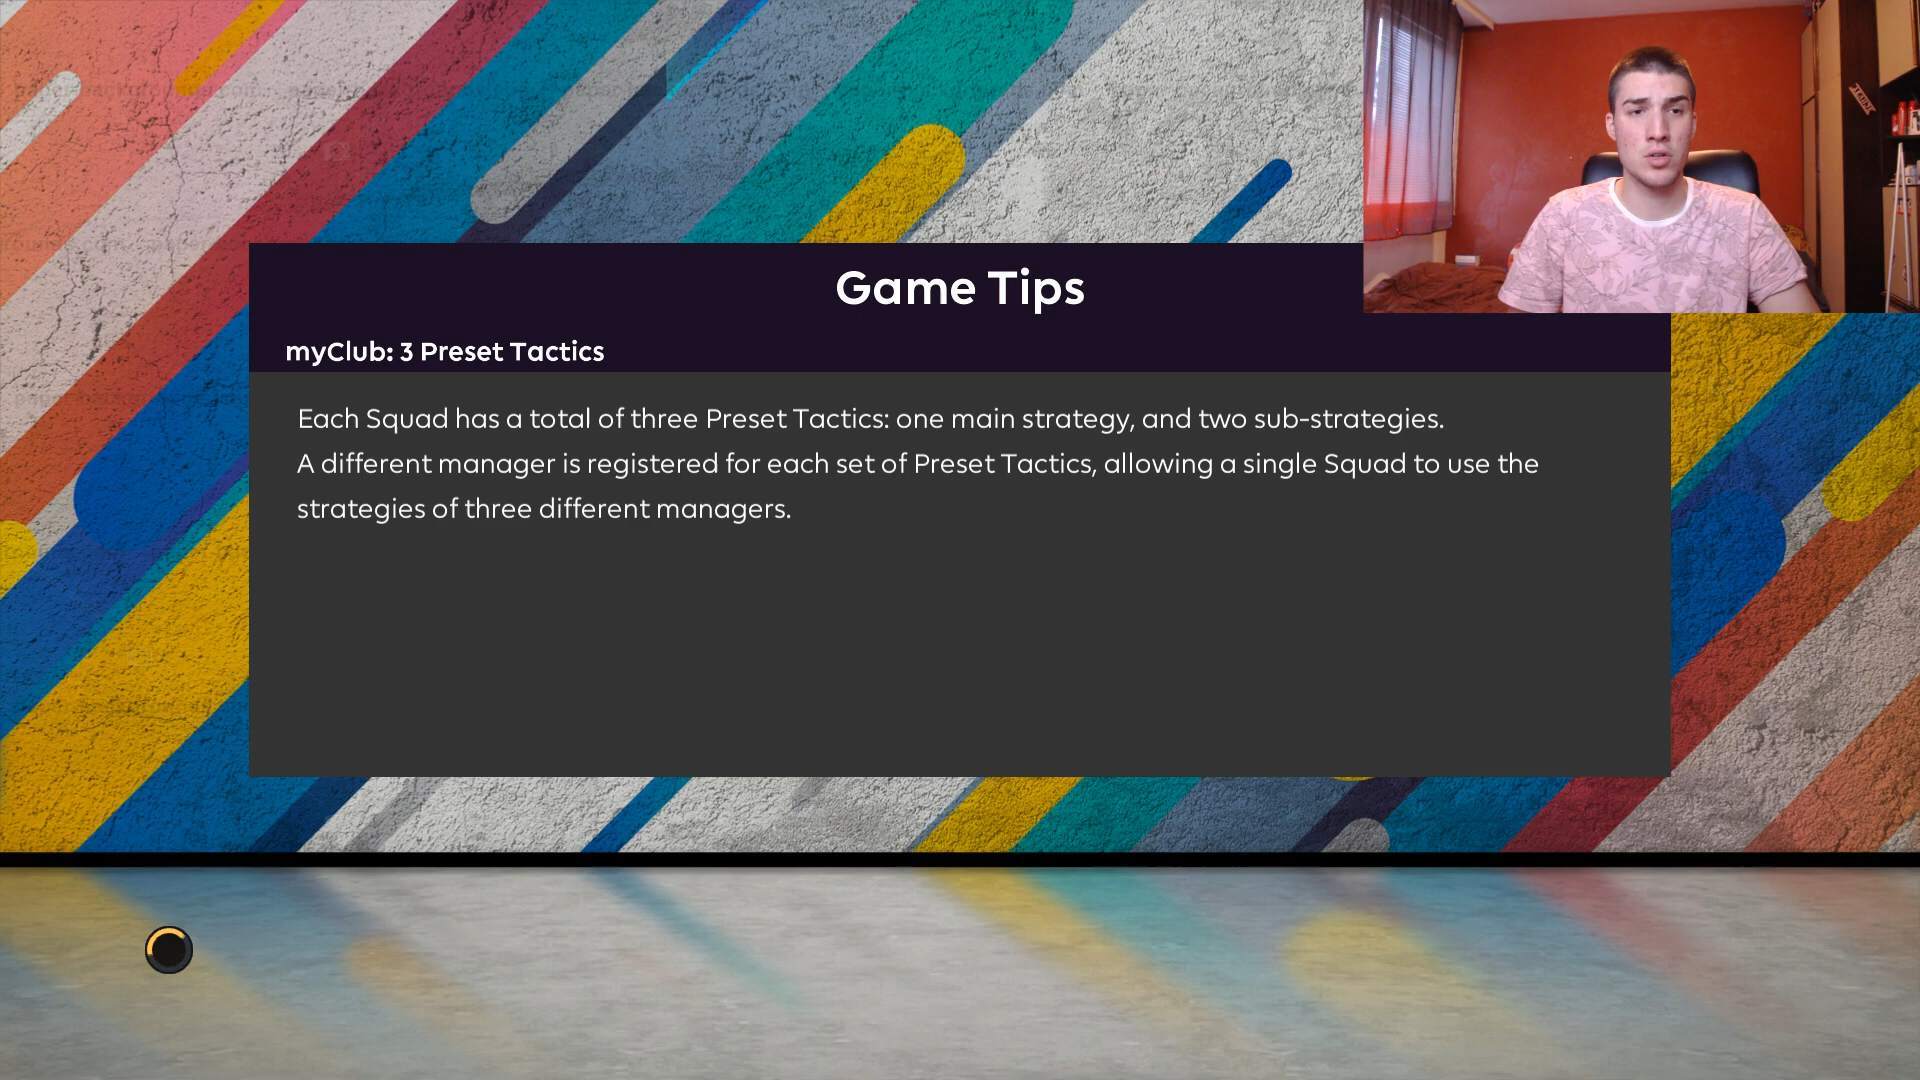 Game Tips
myClub: 3 Preset Tactics
Each Squad has a total of three Preset Tactics: one main strategy, and two sub-strategies.
A different manager is registered for each set of Preset Tactics, allowing a single Squad to use the
strategies of three different managers.